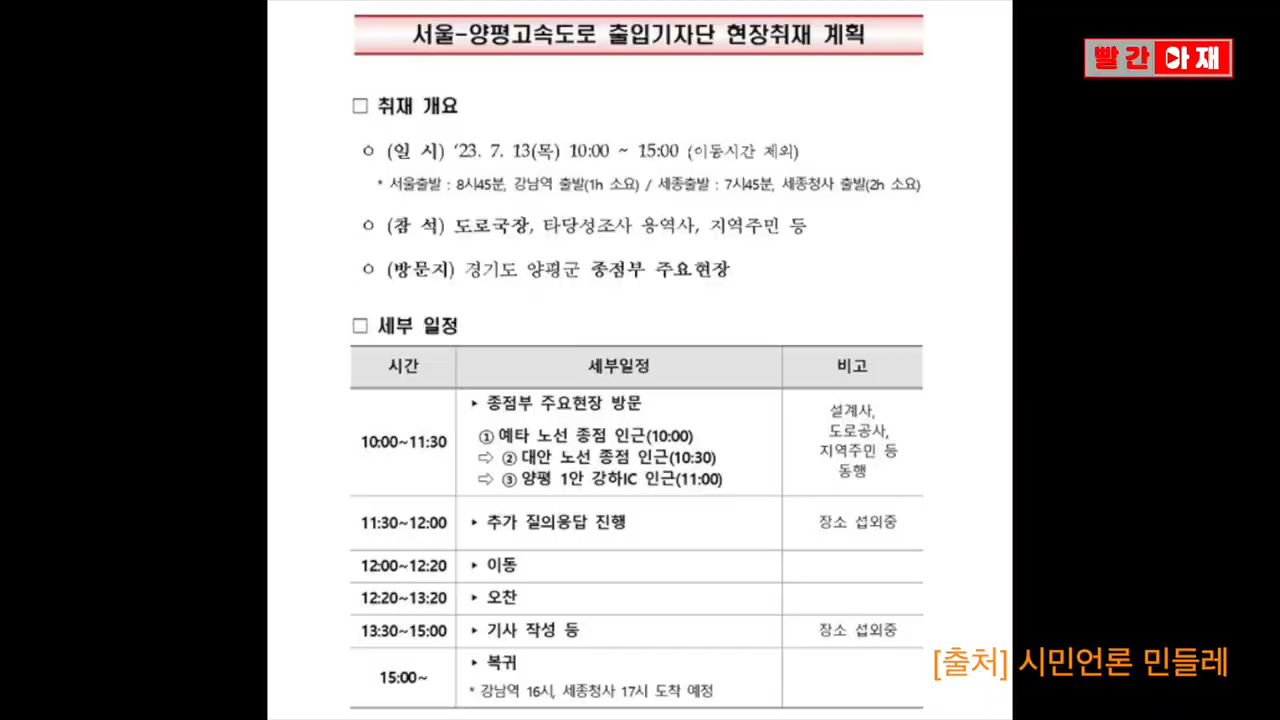 서울-양평고속도로 출입기자단 현장취재 계획
빨간아재
□ 취재 개요
ㅇ (일 시) ‘23. 7. 13(목) 10:00 ~ 15:00 (이동시간 제외)
* 서울출발 : 8시45분, 강남역 출발(1h 소요) / 세종출발 : 7시45분, 세종청사 출발(2h 소요)
ㅇ (참 석) 도로국장, 타당성조사 용역사, 지역주민 등
ㅇ (방문지) 경기도 양평군 종점부 주요현장
□ 세부 일정
시간 세부일정 비고
10:00~11:30
▸ 종점부 주요현장 방문
① 예타 노선 종점 인근(10:00)
⇨ ② 대안 노선 종점 인근(10:30)
⇨ ③ 양평 1안 강하IC 인근(11:00)
설계사,
도로공사,
지역주민 등
동행
11:30~12:00 ▸ 추가 질의응답 진행 장소 섭외중
12:00~12:20 ▸ 이동
12:20~13:20 ▸ 오찬
13:30~15:00 ▸ 기사 작성 등 장소 섭외중
15:00~ ▸ 복귀
* 강남역 16시, 세종청사 17시 도착 예정
[출처] 시민언론 민들레